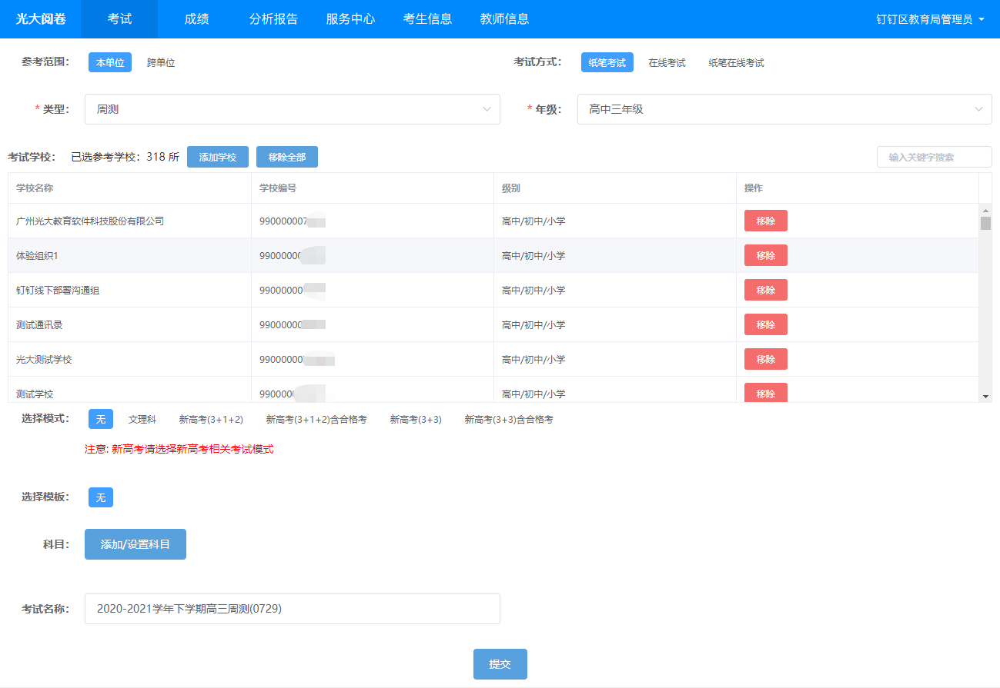 光大阅卷 考试 成绩 分析报告 服务中心 考生信息 教师信息 钉钉区教育局管理员
参考范围： 本单位 跨单位 考试方式： 纸笔考试 在线考试 纸笔在线考试
* 类型： 周测 * 年级： 高中三年级
考试学校： 已选参考学校：318 所 添加学校 移除全部 输入关键字搜索
学校名称 学校编号 级别 操作
广州光大教育软件科技股份有限公司 990000007 高中/初中/小学 移除
体验组织1 99000000 高中/初中/小学 移除
钉钉线下部署沟通组 99000000 高中/初中/小学 移除
测试通讯录 99000000 高中/初中/小学 移除
光大测试学校 99000000 高中/初中/小学 移除
测试学校 990000 高中/初中/小学 移除
选择模式： 无 文理科 新高考(3+1+2) 新高考(3+1+2)含合格考 新高考(3+3) 新高考(3+3)含合格考
注意: 新高考请选择新高考相关考试模式
选择模板： 无
科目： 添加/设置科目
考试名称： 2020-2021学年下学期高三周测(0729)
提交